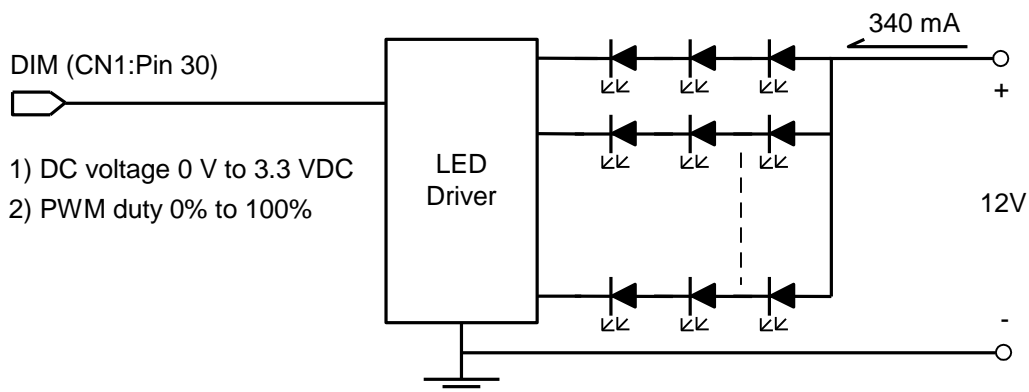 340 mA
DIM (CN1:Pin 30)
+
1) DC voltage 0 V to 3.3 VDC
2) PWM duty 0% to 100%
LED
Driver
12V
-